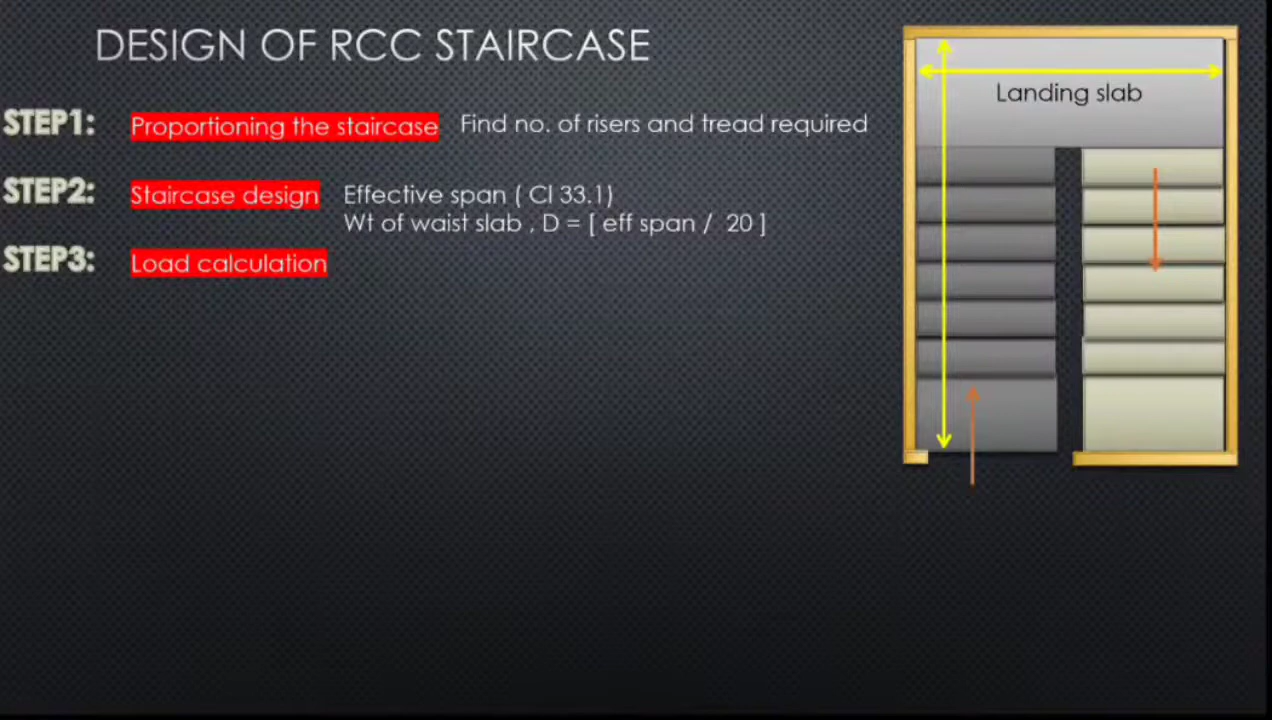 DESIGN OF RCC STAIRCASE
STEP1: Proportioning the staircase Find no. of risers and tread required
STEP2: Staircase design Effective span ( Cl 33.1)
Wt of waist slab , D = [ eff span / 20 ]
STEP3: Load calculation
Landing slab